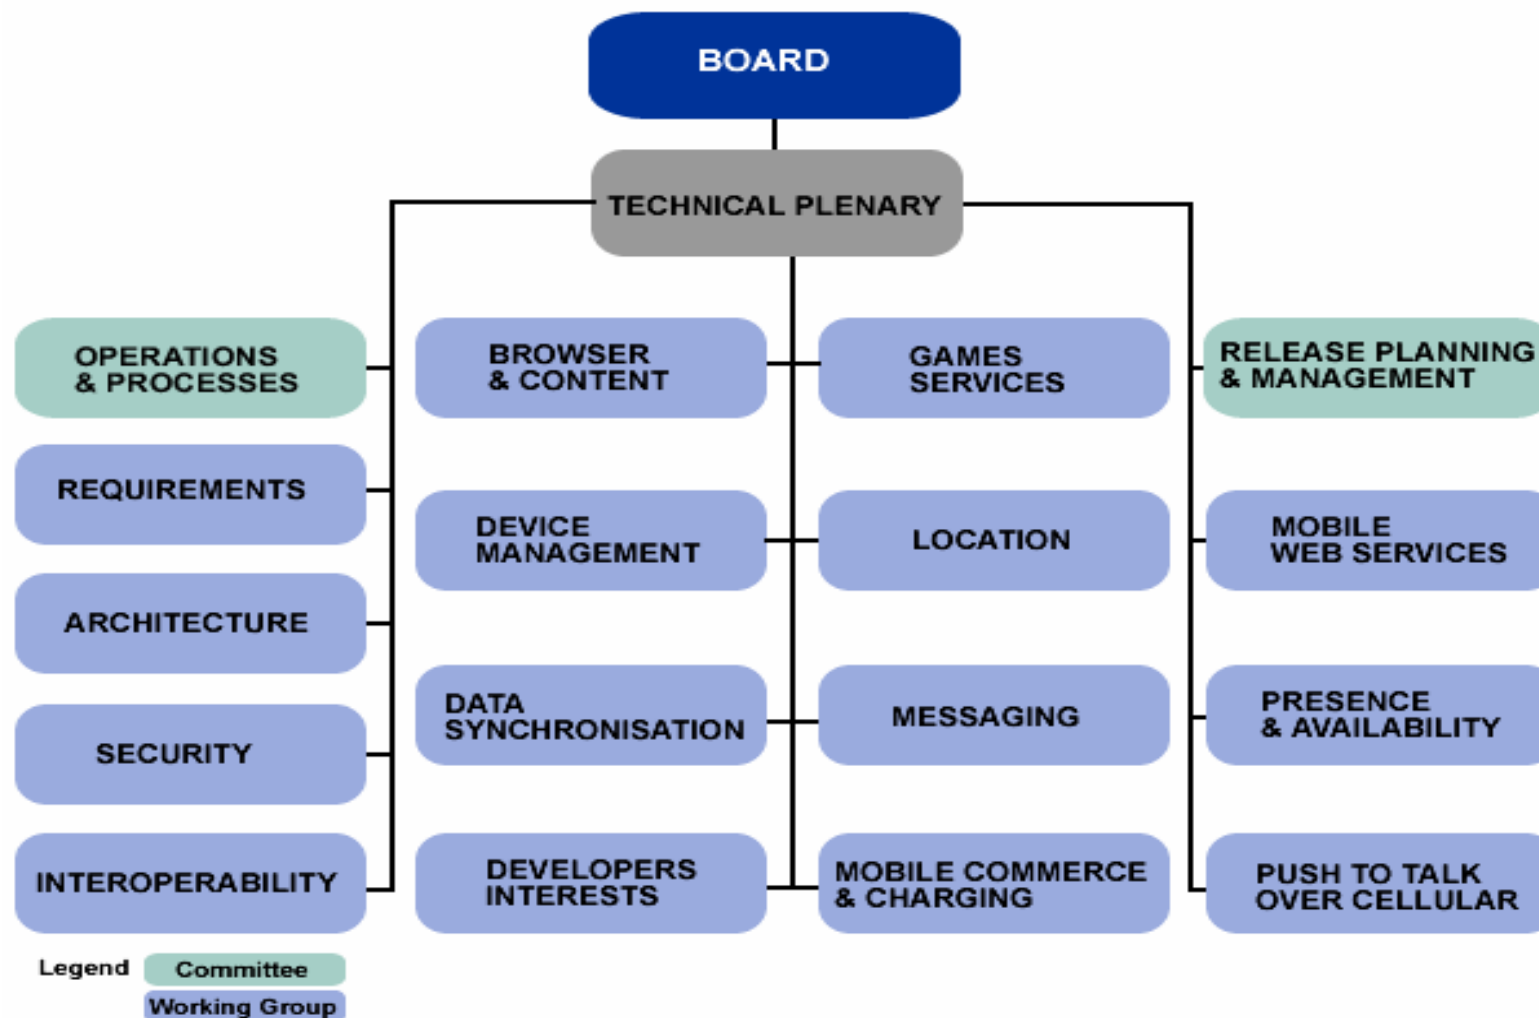 BOARD
TECHNICAL PLENARY
OPERATIONS
& PROCESSES
BROWSER
& CONTENT
GAMES
SERVICES
RELEASE PLANNING
& MANAGEMENT
REQUIREMENTS
DEVICE
MANAGEMENT
LOCATION
MOBILE
WEB SERVICES
ARCHITECTURE
DATA
SYNCHRONISATION
MESSAGING
PRESENCE
& AVAILABILITY
SECURITY
DEVELOPERS
INTERESTS
MOBILE COMMERCE
& CHARGING
PUSH TO TALK
OVER CELLULAR
INTEROPERABILITY
Legend
Committee
Working Group